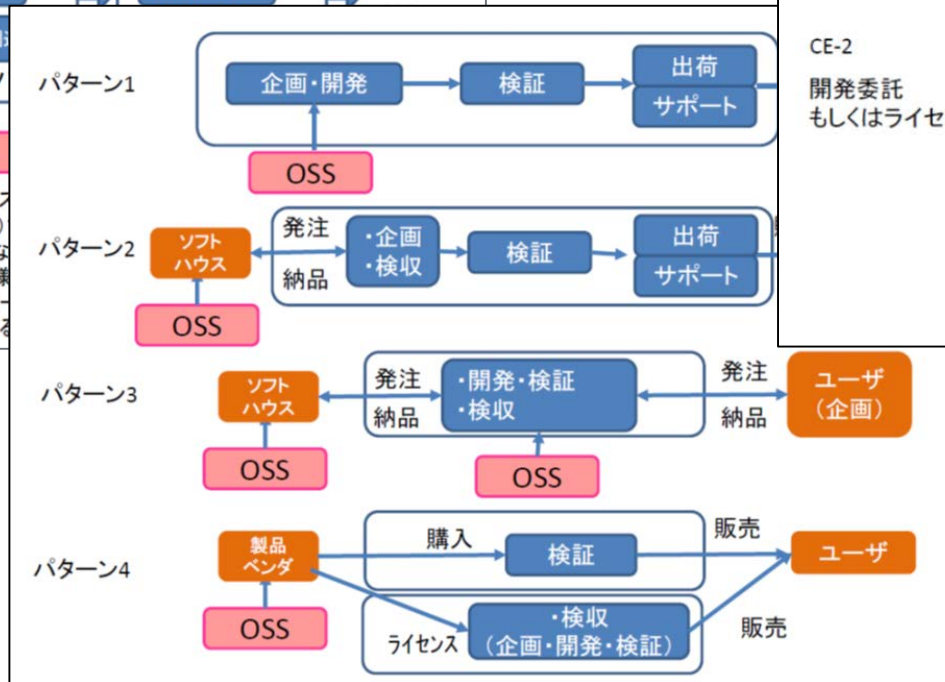 パターン1
企画・開発
検証
出荷
サポート
OSS
CE-2
開発委託
もしくはライセ
パターン2
ソフト
ハウス
発注
納品
・企画
・検収
検証
出荷
サポート
OSS
パターン3
ソフト
ハウス
発注
納品
・開発・検証
・検収
発注
納品
ユーザ
(企画)
OSS
OSS
パターン4
製品
ベンダ
購入
検証
販売
ユーザ
OSS
ライセンス
・検収
(企画・開発・検証)
販売